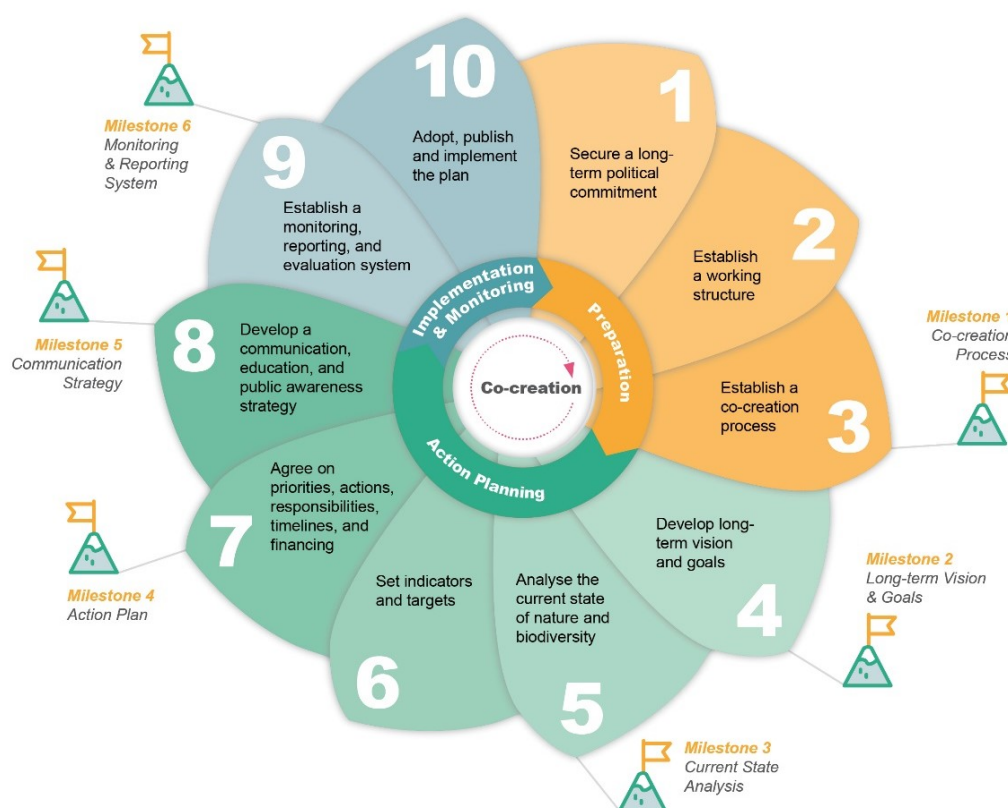 1
Secure a long-
term political
commitment
2
Establish
a working
structure
3
Establish a
co-creation
process
Milestone 1
Co-creation
Process
4
Develop long-
term vision
and goals
Milestone 2
Long-term Vision
& Goals
5
Analyse the
current state
of nature and
biodiversity
Milestone 3
Current State
Analysis
6
Set indicators
and targets
7
Agree on
priorities, actions,
responsibilities,
timelines, and
financing
Milestone 4
Action Plan
8
Develop a
communication,
education, and
public awareness
strategy
Milestone 5
Communication
Strategy
9
Establish a
monitoring,
reporting, and
evaluation system
Milestone 6
Monitoring
& Reporting
System
10
Adopt, publish
and implement
the plan
Preparation
Action Planning
Implementation
& Monitoring
Co-creation